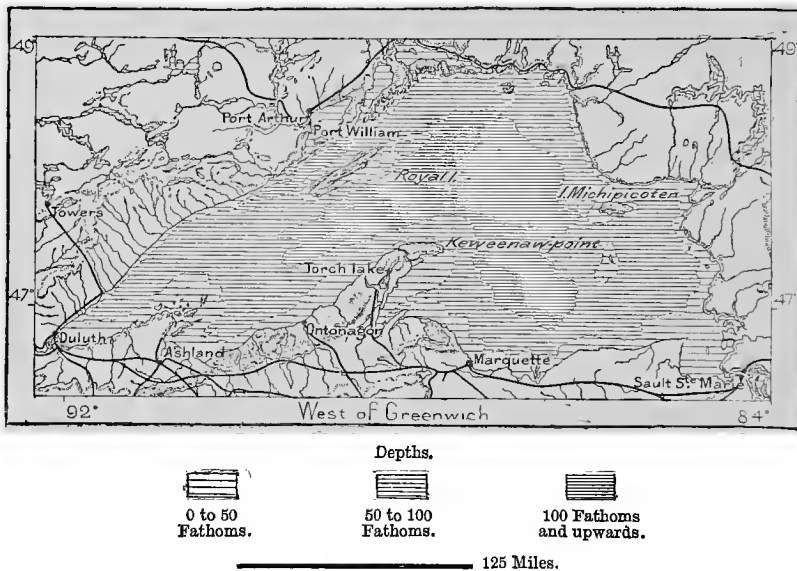 49°
49°
Port Arthur
Port William
Royal I.
I. Michipicoten
Towers
Keweenaw-point
Torch lake
47°
47°
Duluth
Ontonagon
Ashland
Marquette
Sault Ste Marie
92°
West of Greenwich
84°
Depths.
0 to 50
Fathoms.
50 to 100
Fathoms.
100 Fathoms
and upwards.
125 Miles.